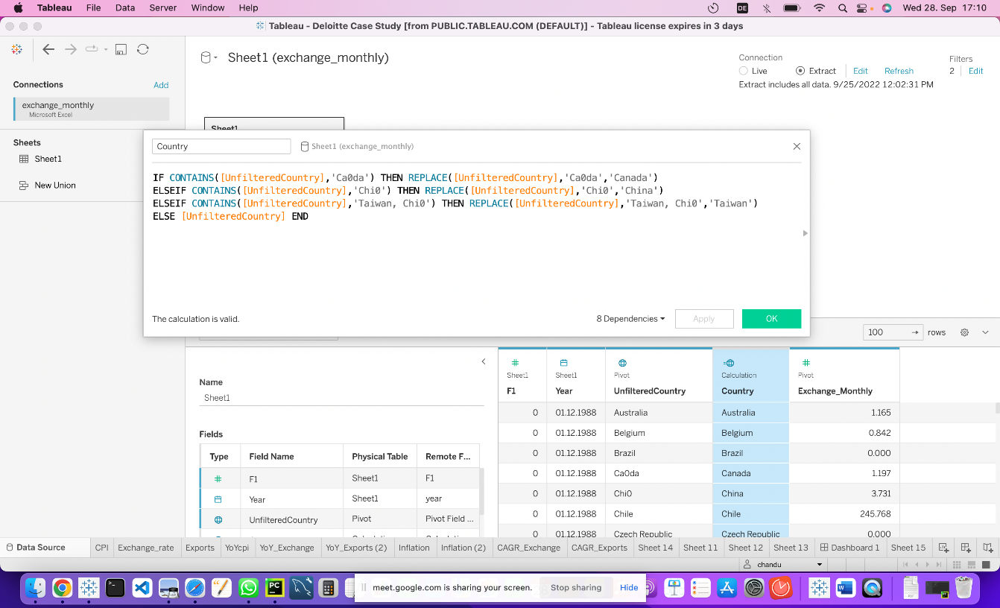 Tableau File Data Server Window Help DE Wed 28. Sep 17:10
Tableau - Deloitte Case Study [from PUBLIC.TABLEAU.COM (DEFAULT)] - Tableau license expires in 3 days
Sheet1 (exchange_monthly)
Connection
Live Extract Edit Refresh
Extract includes all data. 9/25/2022 12:02:31 PM
Filters
2 Edit
Connections Add
exchange_monthly
Microsoft Excel
Sheets
Sheet1
New Union
Sheet1
Country Sheet1 (exchange_monthly)
IF CONTAINS([UnfilteredCountry],'Ca0da') THEN REPLACE([UnfilteredCountry],'Ca0da','Canada')
ELSEIF CONTAINS([UnfilteredCountry],'Chi0') THEN REPLACE([UnfilteredCountry],'Chi0','China')
ELSEIF CONTAINS([UnfilteredCountry],'Taiwan, Chi0') THEN REPLACE([UnfilteredCountry],'Taiwan, Chi0','Taiwan')
ELSE [UnfilteredCountry] END
The calculation is valid. 8 Dependencies Apply OK
100 rows
Name
Sheet1
Fields
Type Field Name Physical Table Remote F...
F1 Sheet1 F1
Year Sheet1 year
UnfilteredCountry Pivot Pivot Field ...
Sheet1 Sheet1 Pivot Calculation Pivot
F1 Year UnfilteredCountry Country Exchange_Monthly
0 01.12.1988 Australia Australia 1.165
0 01.12.1988 Belgium Belgium 0.842
0 01.12.1988 Brazil Brazil 0.000
0 01.12.1988 Ca0da Canada 1.197
0 01.12.1988 Chi0 China 3.731
0 01.12.1988 Chile Chile 245.768
0 01.12.1988 Czech Republic Czech Republic 0.000
Data Source CPI Exchange_rate Exports YoYcpi YoY_Exchange YoY_Exports (2) Inflation Inflation (2) CAGR_Exchange CAGR_Exports Sheet 14 Sheet 11 Sheet 12 Sheet 13 Dashboard 1 Sheet 15
chandu
PC
meet.google.com is sharing your screen. Stop sharing Hide
W